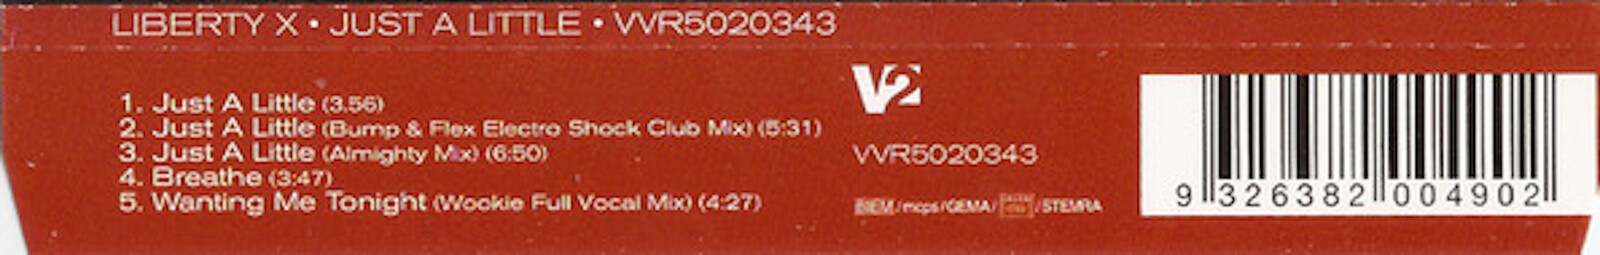 LIBERTY X • JUST A LITTLE • VVR5020343
1. Just A Little (3.56)
2. Just A Little (Bump & Flex Electro Shock Club Mix) (5:31)
3. Just A Little (Almighty Mix) (6:50)
4. Breathe (3:47)
5. Wanting Me Tonight (Wookie Full Vocal Mix) (4:27)
V2
VVR5020343
BIEM/mcps/GEMA/ /STEMRA
9 326382 004902